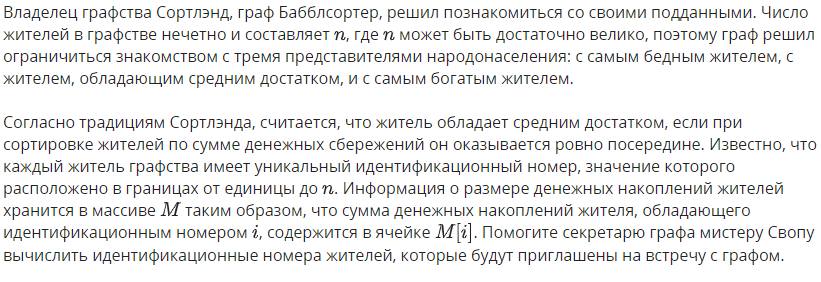 Владелец графства Сортлэнд, граф Бабблсортер, решил познакомиться со своими подданными. Число
жителей в графстве нечетно и составляет n, где n может быть достаточно велико, поэтому граф решил
ограничиться знакомством с тремя представителями народонаселения: с самым бедным жителем, с
жителем, обладающим средним достатком, и с самым богатым жителем.
Согласно традициям Сортлэнда, считается, что житель обладает средним достатком, если при
сортировке жителей по сумме денежных сбережений он оказывается ровно посередине. Известно, что
каждый житель графства имеет уникальный идентификационный номер, значение которого
расположено в границах от единицы до n. Информация о размере денежных накоплений жителей
хранится в массиве M таким образом, что сумма денежных накоплений жителя, обладающего
идентификационным номером i, содержится в ячейке M[i]. Помогите секретарю графа мистеру Свопу
вычислить идентификационные номера жителей, которые будут приглашены на встречу с графом.